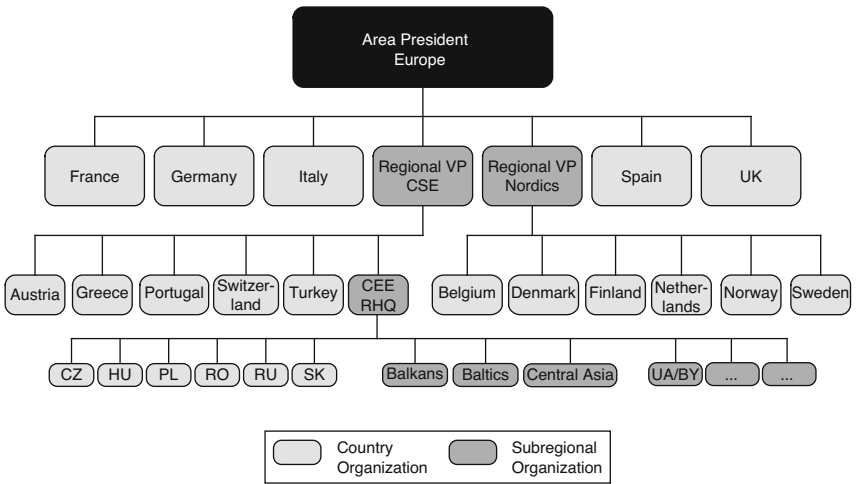 Area President
Europe
France
Germany
Italy
Regional VP
CSE
Regional VP
Nordics
Spain
UK
Austria
Greece
Portugal
Switzer-
land
Turkey
CEE
RHQ
Belgium
Denmark
Finland
Nether-
lands
Norway
Sweden
CZ
HU
PL
RO
RU
SK
Balkans
Baltics
Central Asia
UA/BY
...
...
Country
Organization
Subregional
Organization